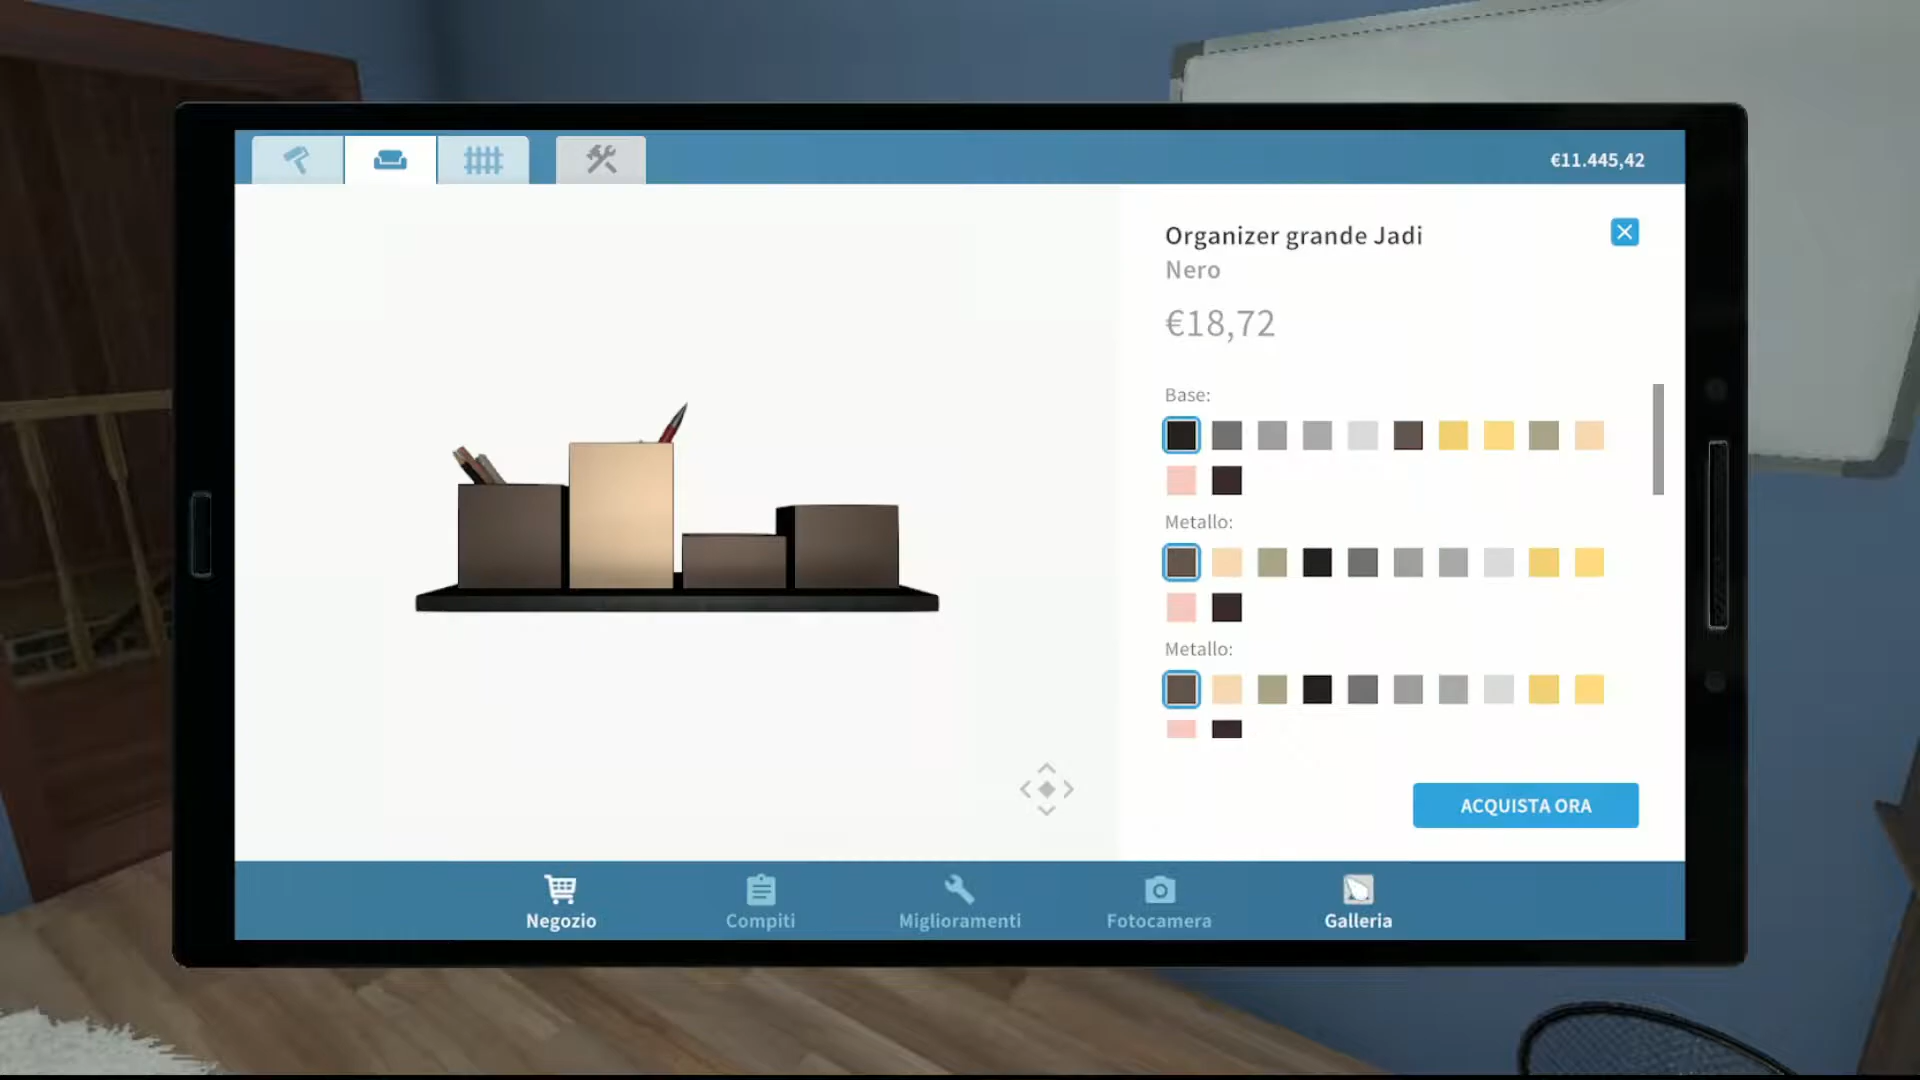 €11.445,42
Organizer grande Jadi
Nero
€18,72
Base:
Metallo:
Metallo:
ACQUISTA ORA
Negozio
Compiti
Miglioramenti
Fotocamera
Galleria